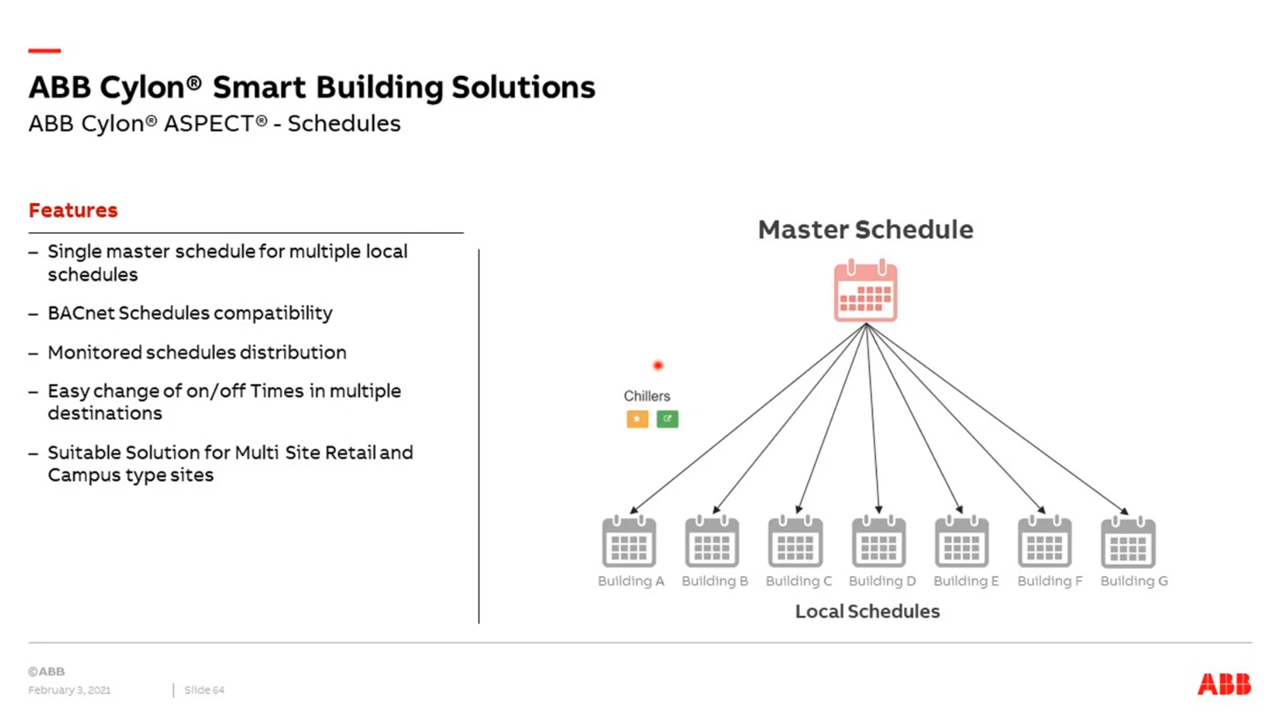 ABB Cylon® Smart Building Solutions
ABB Cylon® ASPECT® - Schedules
Features
– Single master schedule for multiple local
schedules
– BACnet Schedules compatibility
– Monitored schedules distribution
– Easy change of on/off Times in multiple
destinations
– Suitable Solution for Multi Site Retail and
Campus type sites
Master Schedule
Chillers
Building A Building B Building C Building D Building E Building F Building G
Local Schedules
©ABB
February 3, 2021 | Slide 64
ABB